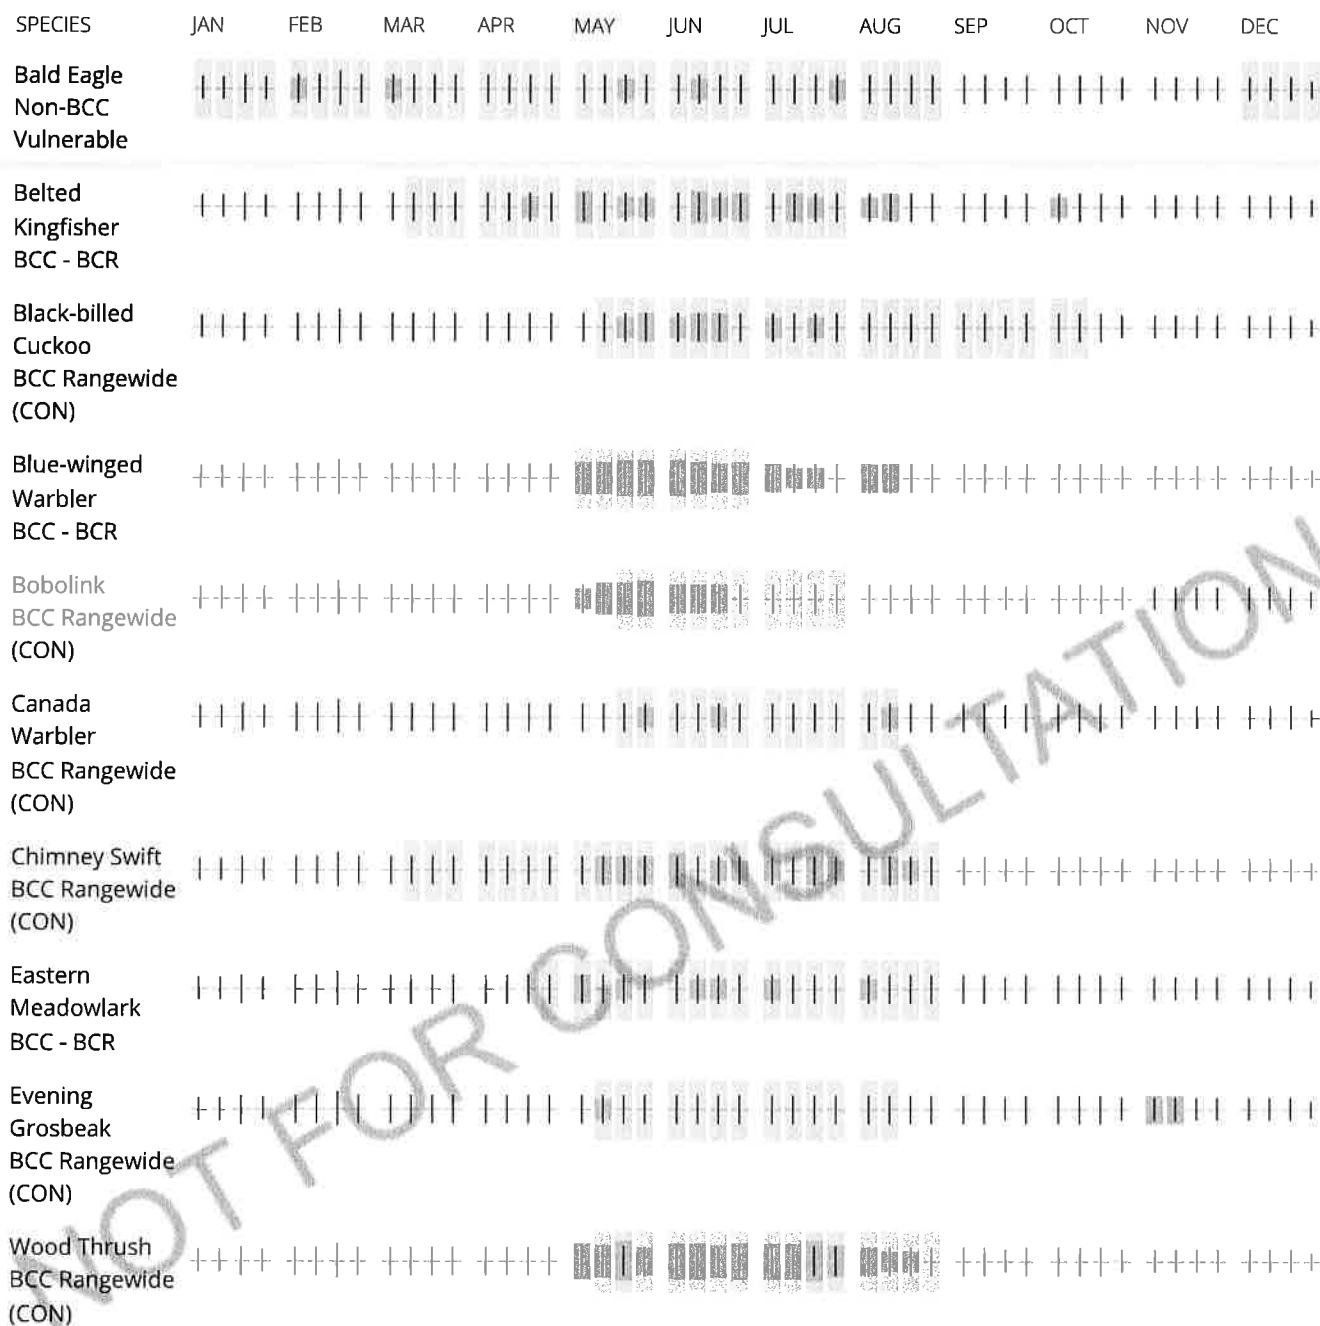 SPECIES JAN FEB MAR APR MAY JUN JUL AUG SEP OCT NOV DEC
Bald Eagle
Non-BCC
Vulnerable
Belted
Kingfisher
BCC - BCR
Black-billed
Cuckoo
BCC Rangewide
(CON)
Blue-winged
Warbler
BCC - BCR
Bobolink
BCC Rangewide
(CON)
Canada
Warbler
BCC Rangewide
(CON)
Chimney Swift
BCC Rangewide
(CON)
Eastern
Meadowlark
BCC - BCR
Evening
Grosbeak
BCC Rangewide
(CON)
Wood Thrush
BCC Rangewide
(CON)
NOT FOR CONSULTATION